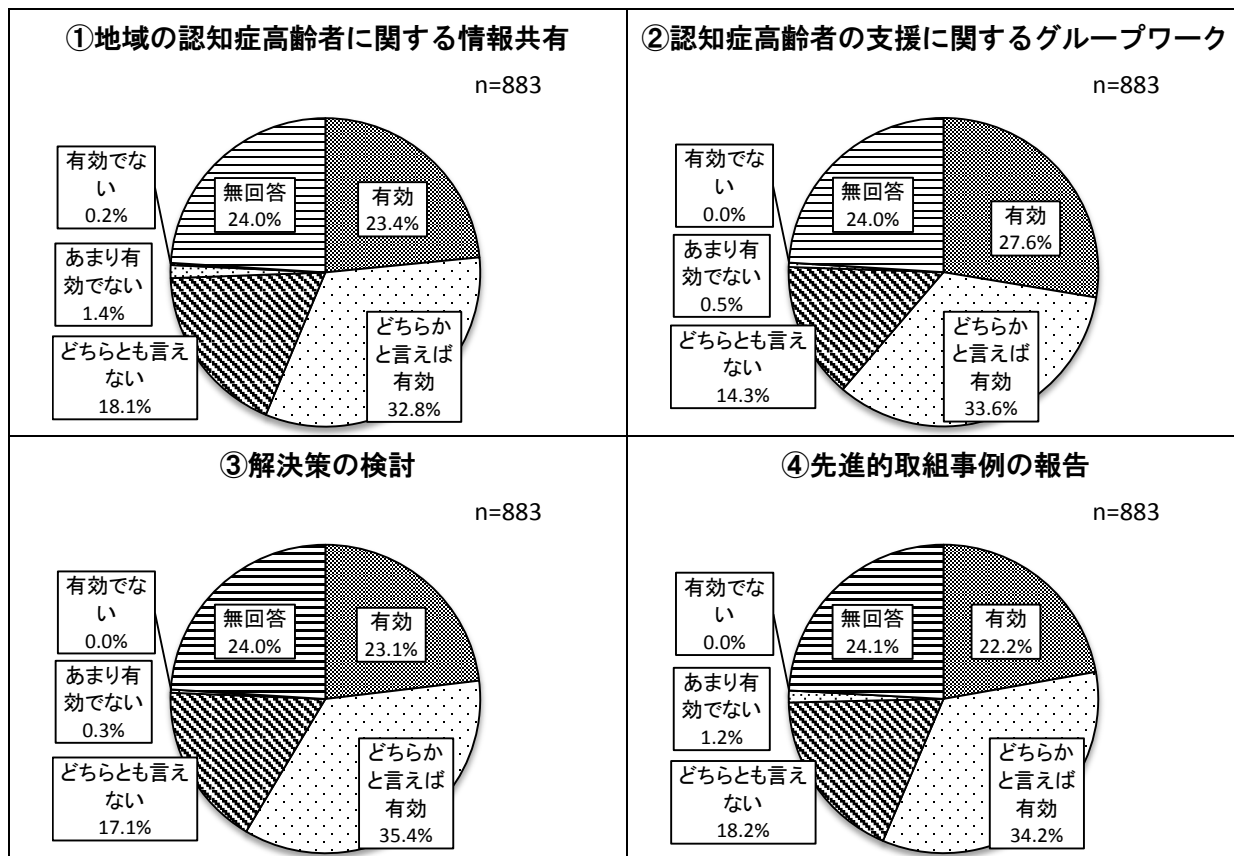 ①地域の認知症高齢者に関する情報共有
n=883
有効でな
い
0.2%
無回答
24.0%
有効
23.4%
あまり有
効でない
1.4%
どちらとも言え
ない
18.1%
どちらか
と言えば
有効
32.8%
②認知症高齢者の支援に関するグループワーク
n=883
有効でな
い
0.0%
無回答
24.0%
有効
27.6%
あまり有
効でない
0.5%
どちらとも言え
ない
14.3%
どちらか
と言えば
有効
33.6%
③解決策の検討
n=883
有効でな
い
0.0%
無回答
24.0%
有効
23.1%
あまり有
効でない
0.3%
どちらとも言え
ない
17.1%
どちらか
と言えば
有効
35.4%
④先進的取組事例の報告
n=883
有効でな
い
0.0%
無回答
24.1%
有効
22.2%
あまり有
効でない
1.2%
どちらとも言え
ない
18.2%
どちらか
と言えば
有効
34.2%